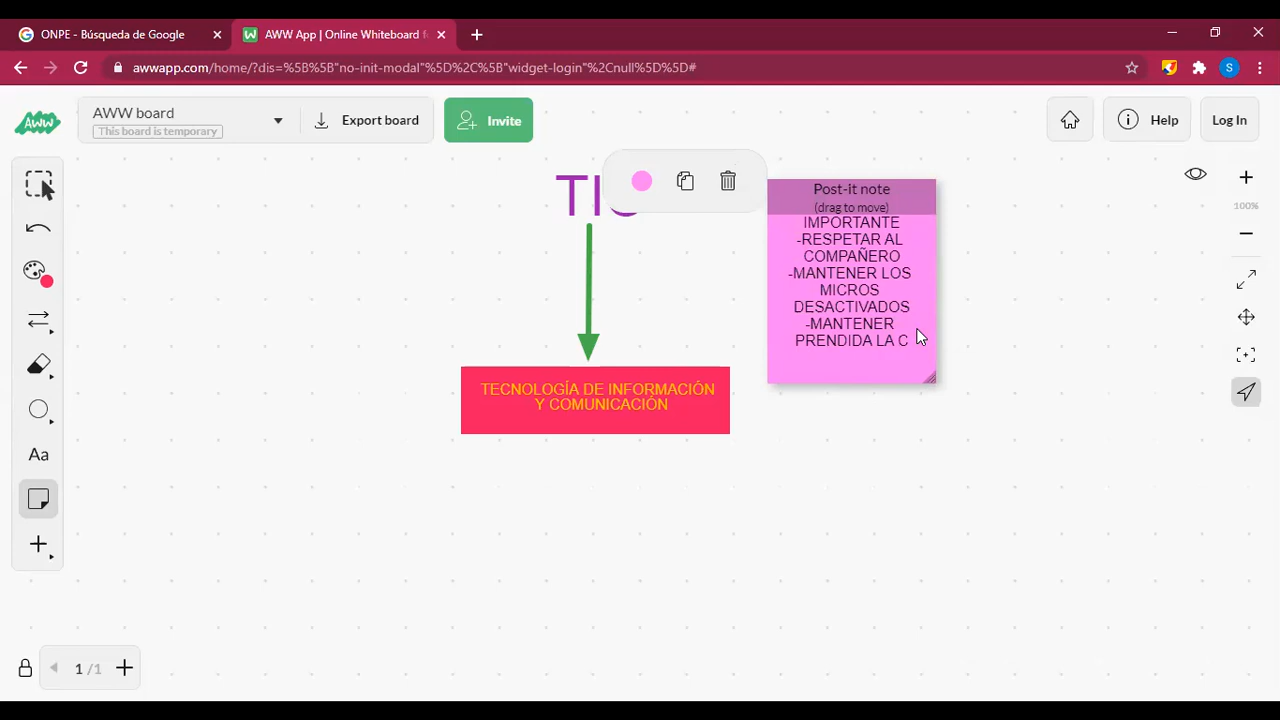 ONPE - Búsqueda de Google
AWW App | Online Whiteboard fo
awwapp.com/home/?dis=%5B%5B"no-init-modal"%5D%2C%5B"widget-login"%2Cnull%5D%5D#
S
AWW
AWW board
This board is temporary
Export board
Invite
Help
Log In
TIC
Post-it note
(drag to move)
IMPORTANTE
-RESPETAR AL
COMPAÑERO
-MANTENER LOS
MICROS
DESACTIVADOS
-MANTENER
PRENDIDA LA C
TECNOLOGÍA DE INFORMACIÓN
Y COMUNICACIÓN
100%
Aa
1 /1